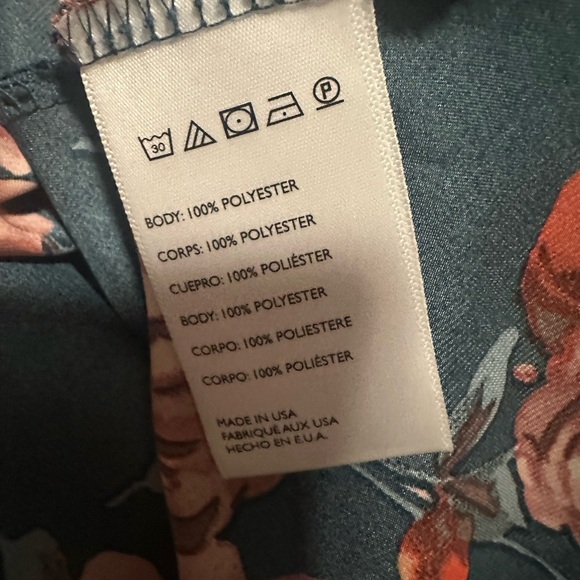 30 P
BODY: 100% POLYESTER
CORPS: 100% POLYESTER
CUEPRO: 100% POLIÉSTER
BODY: 100% POLYESTER
CORPO: 100% POLIESTERE
CORPO: 100% POLIÉSTER
MADE IN USA
FABRIQUÉ AUX USA
HECHO EN E.U.A.